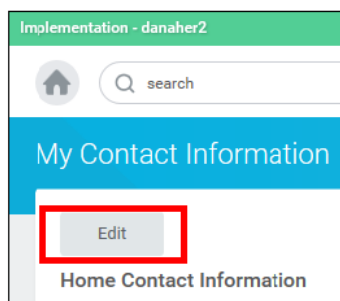 Implementation - danaher2
search
My Contact Information
Edit
Home Contact Information